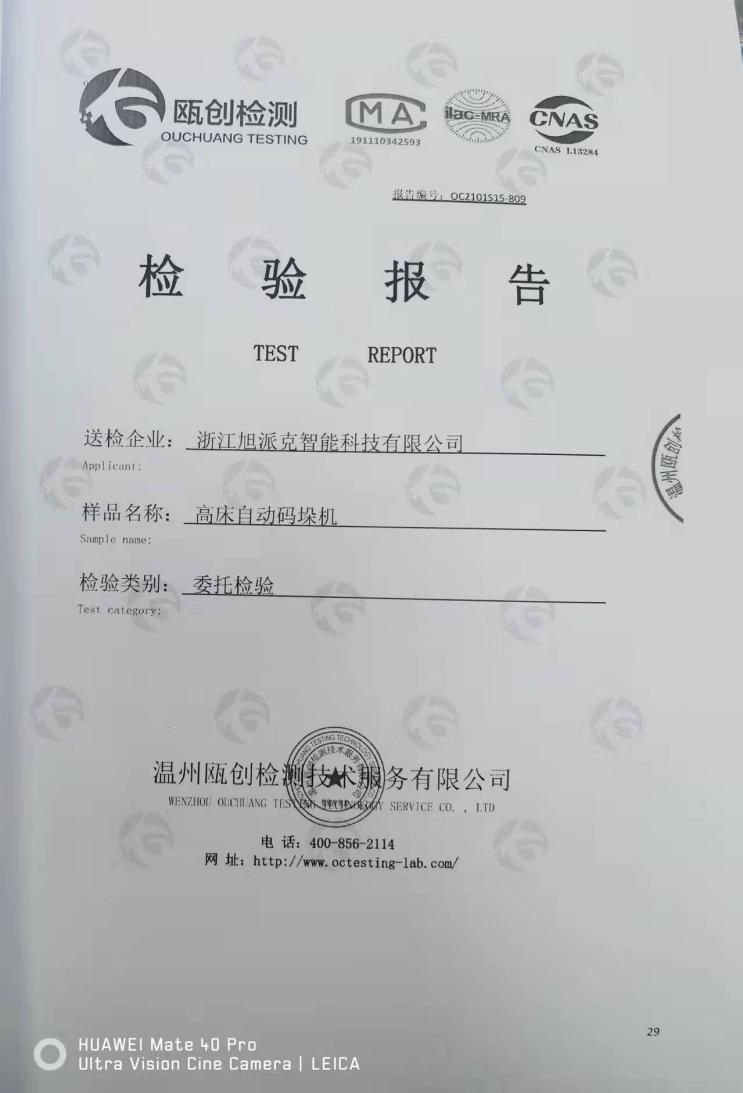 瓯创检测
OUCHUANG TESTING
MA
191110342593
ilac-MRA
CNAS
CNAS L13284
报告编号：OC2101S15-809
检验报告
TEST REPORT
送检企业：浙江旭派克智能科技有限公司
Applicant:
样品名称：高床自动码垛机
Sample name:
检验类别：委托检验
Test category:
温州瓯创
温州瓯创检测技术服务有限公司
WENZHOU OUCHUANG TESTING TECHNOLOGY SERVICE CO. , LTD
电 话：400-856-2114
网 址：http://www.octesting-lab.com/
29
HUAWEI Mate 40 Pro
Ultra Vision Cine Camera | LEICA